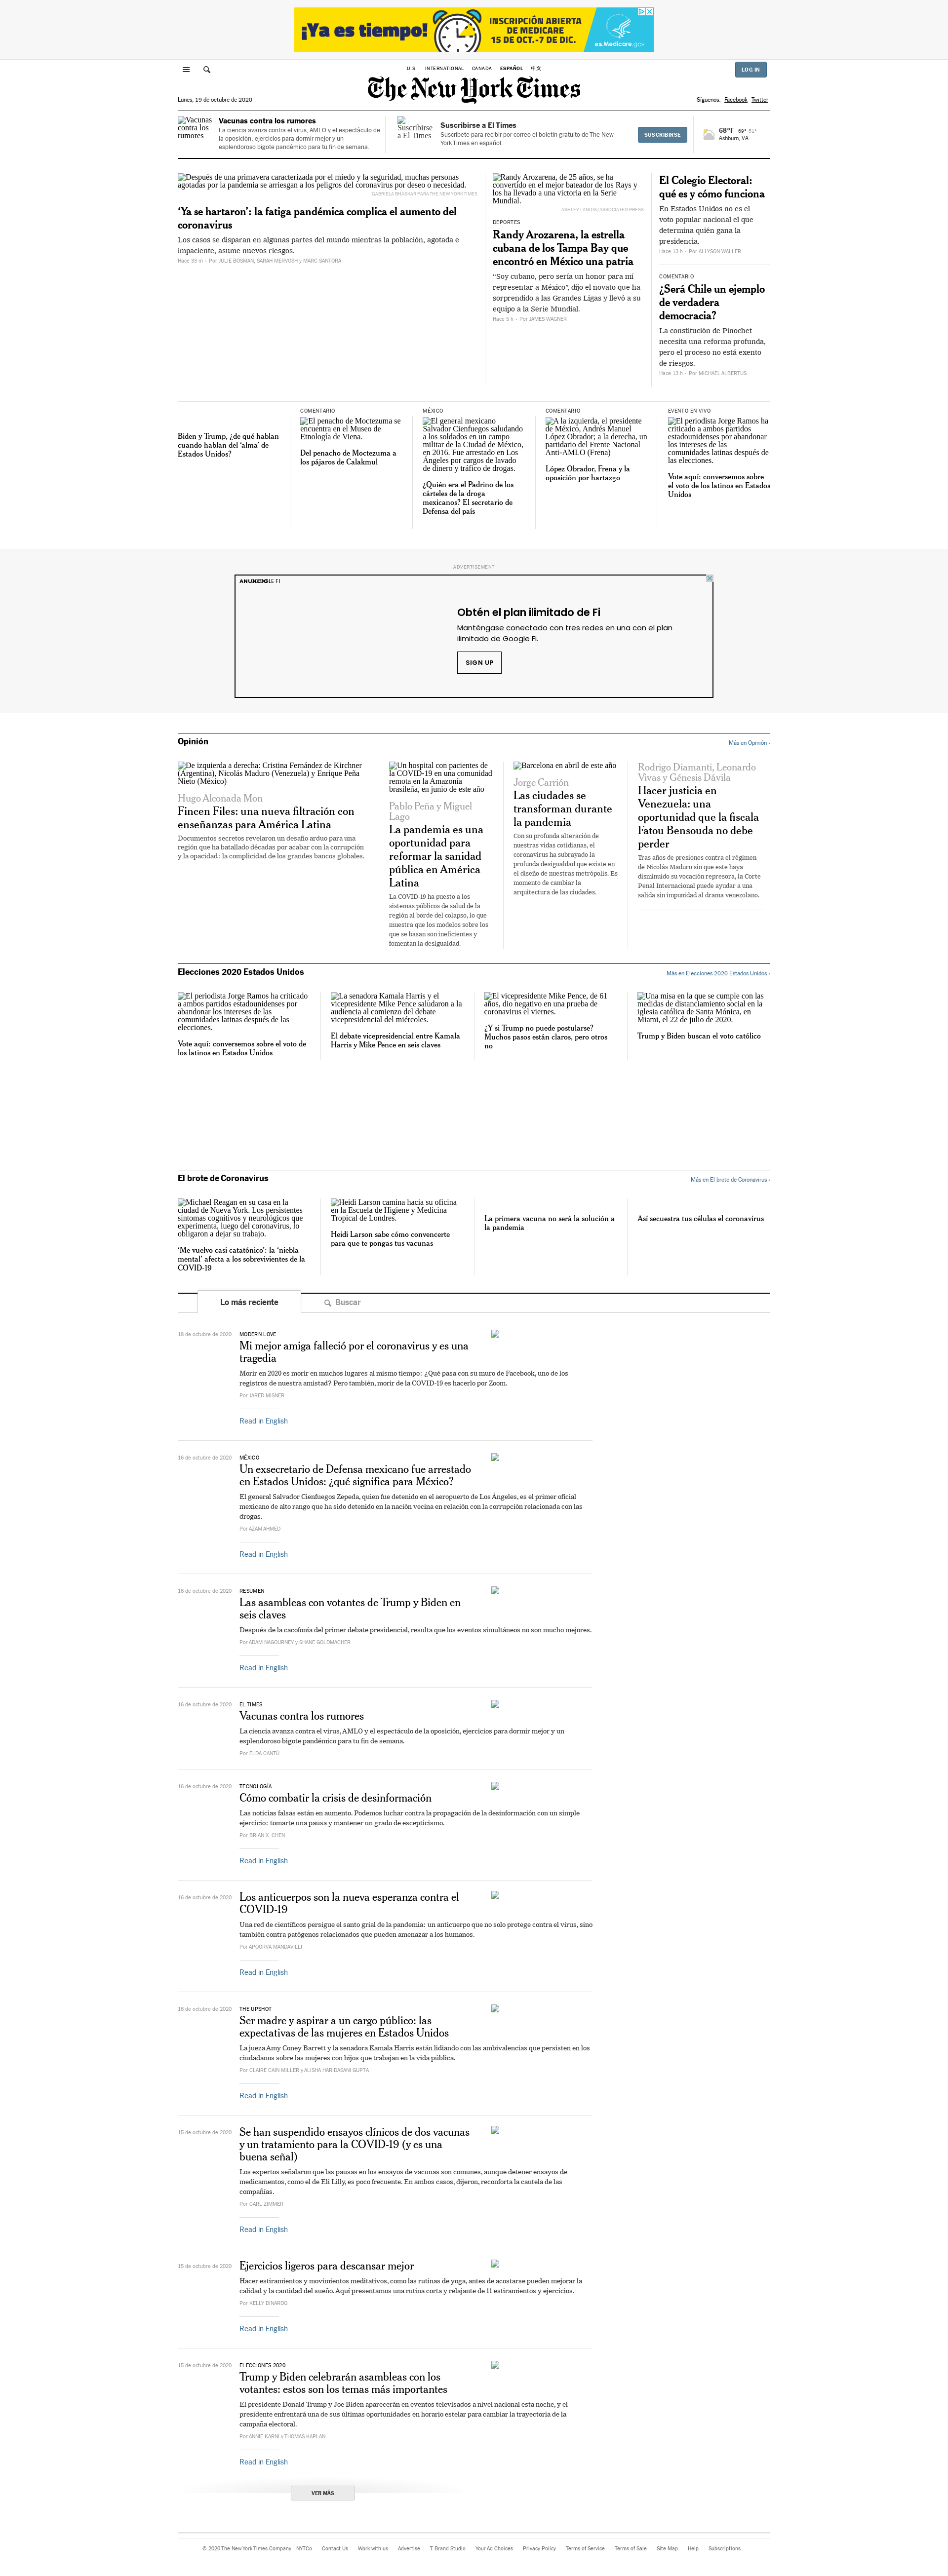 ¡Ya es tiempo!
INSCRIPCIÓN ABIERTA
DE MEDICARE
15 DE OCT.-7 DE DIC.
es.Medicare.gov
U.S.
INTERNATIONAL
CANADA
ESPAÑOL
中文
LOG IN
The New York Times
Lunes, 19 de octubre de 2020
Síguenos:
Facebook
Twitter
Vacunas
contra los
rumores
Vacunas contra los rumores
La ciencia avanza contra el virus, AMLO y el espectáculo de
la oposición, ejercicios para dormir mejor y un
esplendoroso bigote pandémico para tu fin de semana.
Suscribirse
a El Times
Suscribirse a El Times
Suscríbete para recibir por correo el boletín gratuito de The New
York Times en español.
SUSCRIBIRSE
68°F
69° 51°
Ashburn, VA
Después de una primavera caracterizada por el miedo y la seguridad, muchas personas
agotadas por la pandemia se arriesgan a los peligros del coronavirus por deseo o necesidad.
GABRIELA BHASKAR PARA THE NEW YORK TIMES
‘Ya se hartaron’: la fatiga pandémica complica el aumento del
coronavirus
Los casos se disparan en algunas partes del mundo mientras la población, agotada e
impaciente, asume nuevos riesgos.
Hace 39 m – Por JULIE BOSMAN, SARAH MERVOSH y MARC SANTORA
Randy Arozarena, de 25 años, se ha
convertido en el mejor bateador de los Rays y
los ha llevado a una victoria en la Serie
Mundial.
ASHLEY LANDIS/ASSOCIATED PRESS
DEPORTES
Randy Arozarena, la estrella
cubana de los Tampa Bay que
encontró en México una patria
“Soy cubano, pero sería un honor para mí
representar a México”, dijo el novato que ha
sorprendido a las Grandes Ligas y llevó a su
equipo a la Serie Mundial.
Hace 5 h – Por JAMES WAGNER
El Colegio Electoral:
qué es y cómo funciona
En Estados Unidos no es el
voto popular nacional el que
determina quién gana la
presidencia.
Hace 13 h – Por ALLYSON WALLER
COMENTARIO
¿Será Chile un ejemplo
de verdadera
democracia?
La constitución de Pinochet
necesita una reforma profunda,
pero el proceso no está exento
de riesgos.
Hace 13 h – Por MICHAEL ALBERTUS
Biden y Trump, ¿de qué hablan
cuando hablan del ‘alma’ de
Estados Unidos?
COMENTARIO
El penacho de Moctezuma se
encuentra en el Museo de
Etnología de Viena.
Del penacho de Moctezuma a
los pájaros de Calakmul
MÉXICO
El general mexicano
Salvador Cienfuegos saludando
a los soldados en un campo
militar de la Ciudad de México,
en 2016. Fue arrestado en Los
Ángeles por cargos de lavado
de dinero y tráfico de drogas.
¿Quién era el Padrino de los
cárteles de la droga
mexicanos? El secretario de
Defensa del país
COMENTARIO
A la izquierda, el presidente
de México, Andrés Manuel
López Obrador; a la derecha, un
partidario del Frente Nacional
Anti-AMLO (Frena)
López Obrador, Frena y la
oposición por hartazgo
EVENTO EN VIVO
El periodista Jorge Ramos ha
criticado a ambos partidos
estadounidenses por abandonar
los intereses de las
comunidades latinas después de
las elecciones.
Vote aquí: conversemos sobre
el voto de los latinos en Estados
Unidos
ADVERTISEMENT
ANUNCIO
Obtén el plan ilimitado de Fi
Manténgase conectado con tres redes en una con el plan
ilimitado de Google Fi.
SIGN UP
Opinión
Más en Opinión ›
De izquierda a derecha: Cristina Fernández de Kirchner
(Argentina), Nicolás Maduro (Venezuela) y Enrique Peña
Nieto (México)
Hugo Alconada Mon
Fincen Files: una nueva filtración con
enseñanzas para América Latina
Documentos secretos revelaron un desafío arduo para una
región que ha batallado décadas por acabar con la corrupción
y la opacidad: la complicidad de los grandes bancos globales.
Un hospital con pacientes de
la COVID-19 en una comunidad
remota en la Amazonía
brasileña, en junio de este año
Pablo Peña y Miguel
Lago
La pandemia es una
oportunidad para
reformar la sanidad
pública en América
Latina
La COVID-19 ha puesto a los
sistemas públicos de salud de la
región al borde del colapso, lo que
muestra que los modelos sobre los
que se basan son ineficientes y
fomentan la desigualdad.
Barcelona en abril de este año
Jorge Carrión
Las ciudades se
transforman durante
la pandemia
Con su profunda alteración de
nuestras vidas cotidianas, el
coronavirus ha subrayado la
profunda desigualdad que existe en
el diseño de nuestras metrópolis. Es
momento de cambiar la
arquitectura de las ciudades.
Rodrigo Diamanti, Leonardo
Vivas y Génesis Dávila
Hacer justicia en
Venezuela: una
oportunidad que la fiscala
Fatou Bensouda no debe
perder
Tras años de presiones contra el régimen
de Nicolás Maduro sin que este haya
disminuido su vocación represora, la Corte
Penal Internacional puede ayudar a una
salida sin impunidad al drama venezolano.
Elecciones 2020 Estados Unidos
Más en Elecciones 2020 Estados Unidos ›
El periodista Jorge Ramos ha criticado
a ambos partidos estadounidenses por
abandonar los intereses de las
comunidades latinas después de las
elecciones.
Vote aquí: conversemos sobre el voto de
los latinos en Estados Unidos
La senadora Kamala Harris y el
vicepresidente Mike Pence saludaron a la
audiencia al comienzo del debate
vicepresidencial del miércoles.
El debate vicepresidencial entre Kamala
Harris y Mike Pence en seis claves
El vicepresidente Mike Pence, de 61
años, dio negativo en una prueba de
coronavirus el viernes.
¿Y si Trump no puede postularse?
Muchos pasos están claros, pero otros
no
Una misa en la que se cumple con las
medidas de distanciamiento social en la
iglesia católica de Santa Mónica, en
Miami, el 22 de julio de 2020.
Trump y Biden buscan el voto católico
El brote de Coronavirus
Más en El brote de Coronavirus ›
Michael Reagan en su casa en la
ciudad de Nueva York. Los persistentes
síntomas cognitivos y neurológicos que
experimenta, luego del coronavirus, lo
obligaron a dejar su trabajo.
‘Me vuelvo casi catatónico’: la ‘niebla
mental’ afecta a los sobrevivientes de la
COVID-19
Heidi Larson camina hacia su oficina
en la Escuela de Higiene y Medicina
Tropical de Londres.
Heidi Larson sabe cómo convencerte
para que te pongas tus vacunas
La primera vacuna no será la solución a
la pandemia
Así secuestra tus células el coronavirus
Lo más reciente
Buscar
18 de octubre de 2020
MODERN LOVE
Mi mejor amiga falleció por el coronavirus y es una
tragedia
Morir en 2020 es morir en muchos lugares al mismo tiempo: ¿Qué pasa con su muro de Facebook, uno de los
registros de nuestra amistad? Pero también, morir de la COVID-19 es hacerlo por Zoom.
Por JARED MISNER
Read in English
16 de octubre de 2020
MÉXICO
Un exsecretario de Defensa mexicano fue arrestado
en Estados Unidos: ¿qué significa para México?
El general Salvador Cienfuegos Zepeda, quien fue detenido en el aeropuerto de Los Ángeles, es el primer oficial
mexicano de alto rango que ha sido detenido en la nación vecina en relación con la corrupción relacionada con las
drogas.
Por AZAM AHMED
Read in English
16 de octubre de 2020
RESUMEN
Las asambleas con votantes de Trump y Biden en
seis claves
Después de la cacofonía del primer debate presidencial, resulta que los eventos simultáneos no son mucho mejores.
Por ADAM NAGOURNEY y SHANE GOLDMACHER
Read in English
16 de octubre de 2020
EL TIMES
Vacunas contra los rumores
La ciencia avanza contra el virus, AMLO y el espectáculo de la oposición, ejercicios para dormir mejor y un
esplendoroso bigote pandémico para tu fin de semana.
Por ELDA CANTÚ
16 de octubre de 2020
TECNOLOGÍA
Cómo combatir la crisis de desinformación
Las noticias falsas están en aumento. Podemos luchar contra la propagación de la desinformación con un simple
ejercicio: tomarte una pausa y mantener un grado de escepticismo.
Por BRIAN X. CHEN
Read in English
16 de octubre de 2020
Los anticuerpos son la nueva esperanza contra el
COVID-19
Una red de científicos persigue el santo grial de la pandemia: un anticuerpo que no solo protege contra el virus, sino
también contra patógenos relacionados que pueden amenazar a los humanos.
Por APOORVA MANDAVILLI
Read in English
16 de octubre de 2020
THE UPSHOT
Ser madre y aspirar a un cargo público: las
expectativas de las mujeres en Estados Unidos
La jueza Amy Coney Barrett y la senadora Kamala Harris están lidiando con las ambivalencias que persisten en los
ciudadanos sobre las mujeres con hijos que trabajan en la vida pública.
Por CLAIRE CAIN MILLER y ALISHA HARIDASANI GUPTA
Read in English
15 de octubre de 2020
Se han suspendido ensayos clínicos de dos vacunas
y un tratamiento para la COVID-19 (y es una
buena señal)
Los expertos señalaron que las pausas en los ensayos de vacunas son comunes, aunque detener ensayos de
medicamentos, como el de Eli Lilly, es poco frecuente. En ambos casos, dijeron, reconforta la cautela de las
compañías.
Por CARL ZIMMER
Read in English
15 de octubre de 2020
Ejercicios ligeros para descansar mejor
Hacer estiramientos y movimientos meditativos, como las rutinas de yoga, antes de acostarse pueden mejorar la
calidad y la cantidad del sueño. Aquí presentamos una rutina corta y relajante de 11 estiramientos y ejercicios.
Por KELLY DINARDO
Read in English
15 de octubre de 2020
ELECCIONES 2020
Trump y Biden celebrarán asambleas con los
votantes: estos son los temas más importantes
El presidente Donald Trump y Joe Biden aparecerán en eventos televisados a nivel nacional esta noche, y el
presidente enfrentará una de sus últimas oportunidades en horario estelar para cambiar la trayectoria de la
campaña electoral.
Por ANNIE KARNI y THOMAS KAPLAN
Read in English
VER MÁS
© 2020 The New York Times Company
NYTCo
Contact Us
Work with us
Advertise
T Brand Studio
Your Ad Choices
Privacy Policy
Terms of Service
Terms of Sale
Site Map
Help
Subscriptions